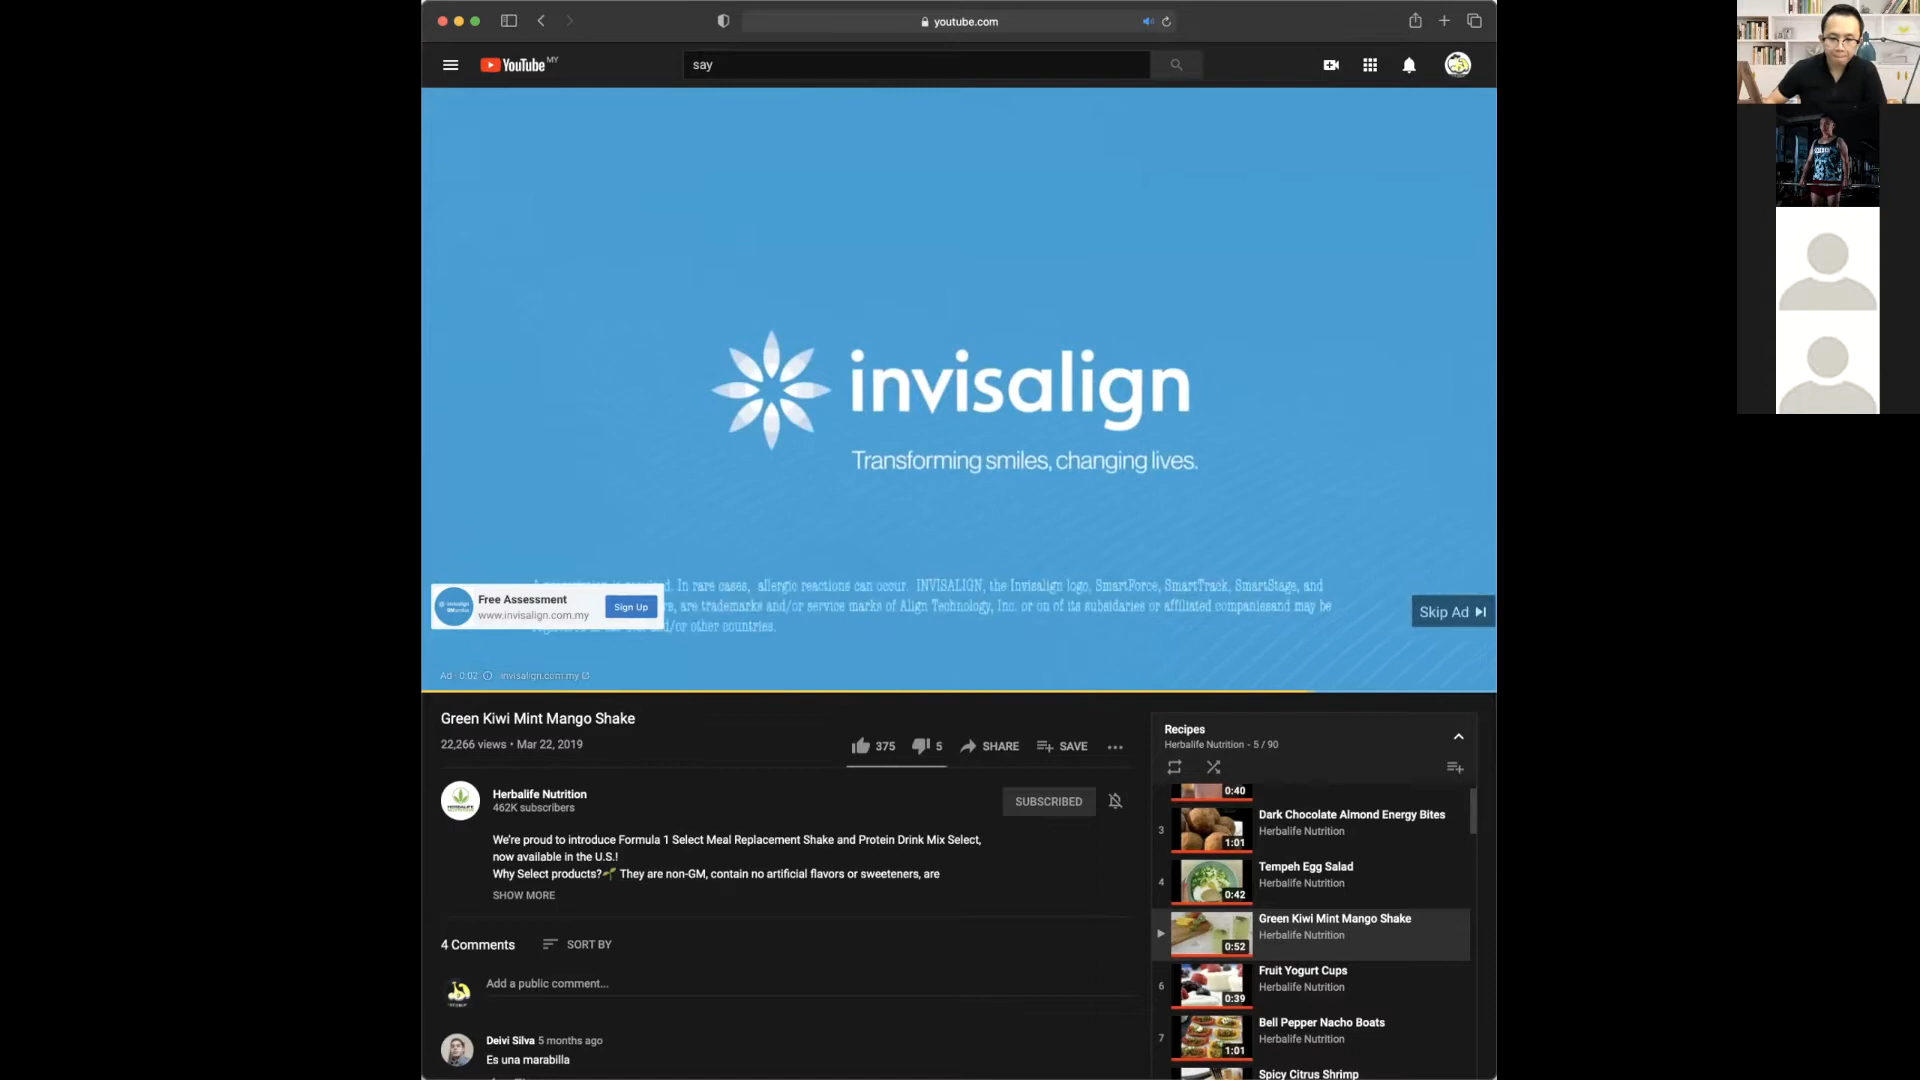 youtube.com
YouTube MY
say
invisalign
Transforming smiles, changing lives.
In rare cases, allergic reactions can occur. INVISALIGN, the Invisalign logo, SmartForce, SmartTrack, SmartStage, and
are trademarks and/or service marks of Align Technology, Inc. or on of its subsidaries or affiliated companiesand may be
and/or other countries.
Free Assessment
www.invisalign.com.my
Sign Up
Skip Ad
Ad · 0:02 invisalign.com.my
Green Kiwi Mint Mango Shake
22,266 views • Mar 22, 2019
375 5 SHARE SAVE
Herbalife Nutrition
462K subscribers
SUBSCRIBED
We're proud to introduce Formula 1 Select Meal Replacement Shake and Protein Drink Mix Select,
now available in the U.S.!
Why Select products?🌱 They are non-GM, contain no artificial flavors or sweeteners, are
SHOW MORE
4 Comments SORT BY
Add a public comment...
Deivi Silva 5 months ago
Es una marabilla
Recipes
Herbalife Nutrition - 5 / 90
0:40
3 Dark Chocolate Almond Energy Bites
Herbalife Nutrition
1:01
Tempeh Egg Salad
4 Herbalife Nutrition
0:42
Green Kiwi Mint Mango Shake
Herbalife Nutrition
0:52
Fruit Yogurt Cups
6 Herbalife Nutrition
0:39
Bell Pepper Nacho Boats
7 Herbalife Nutrition
1:01
Spicy Citrus Shrimp